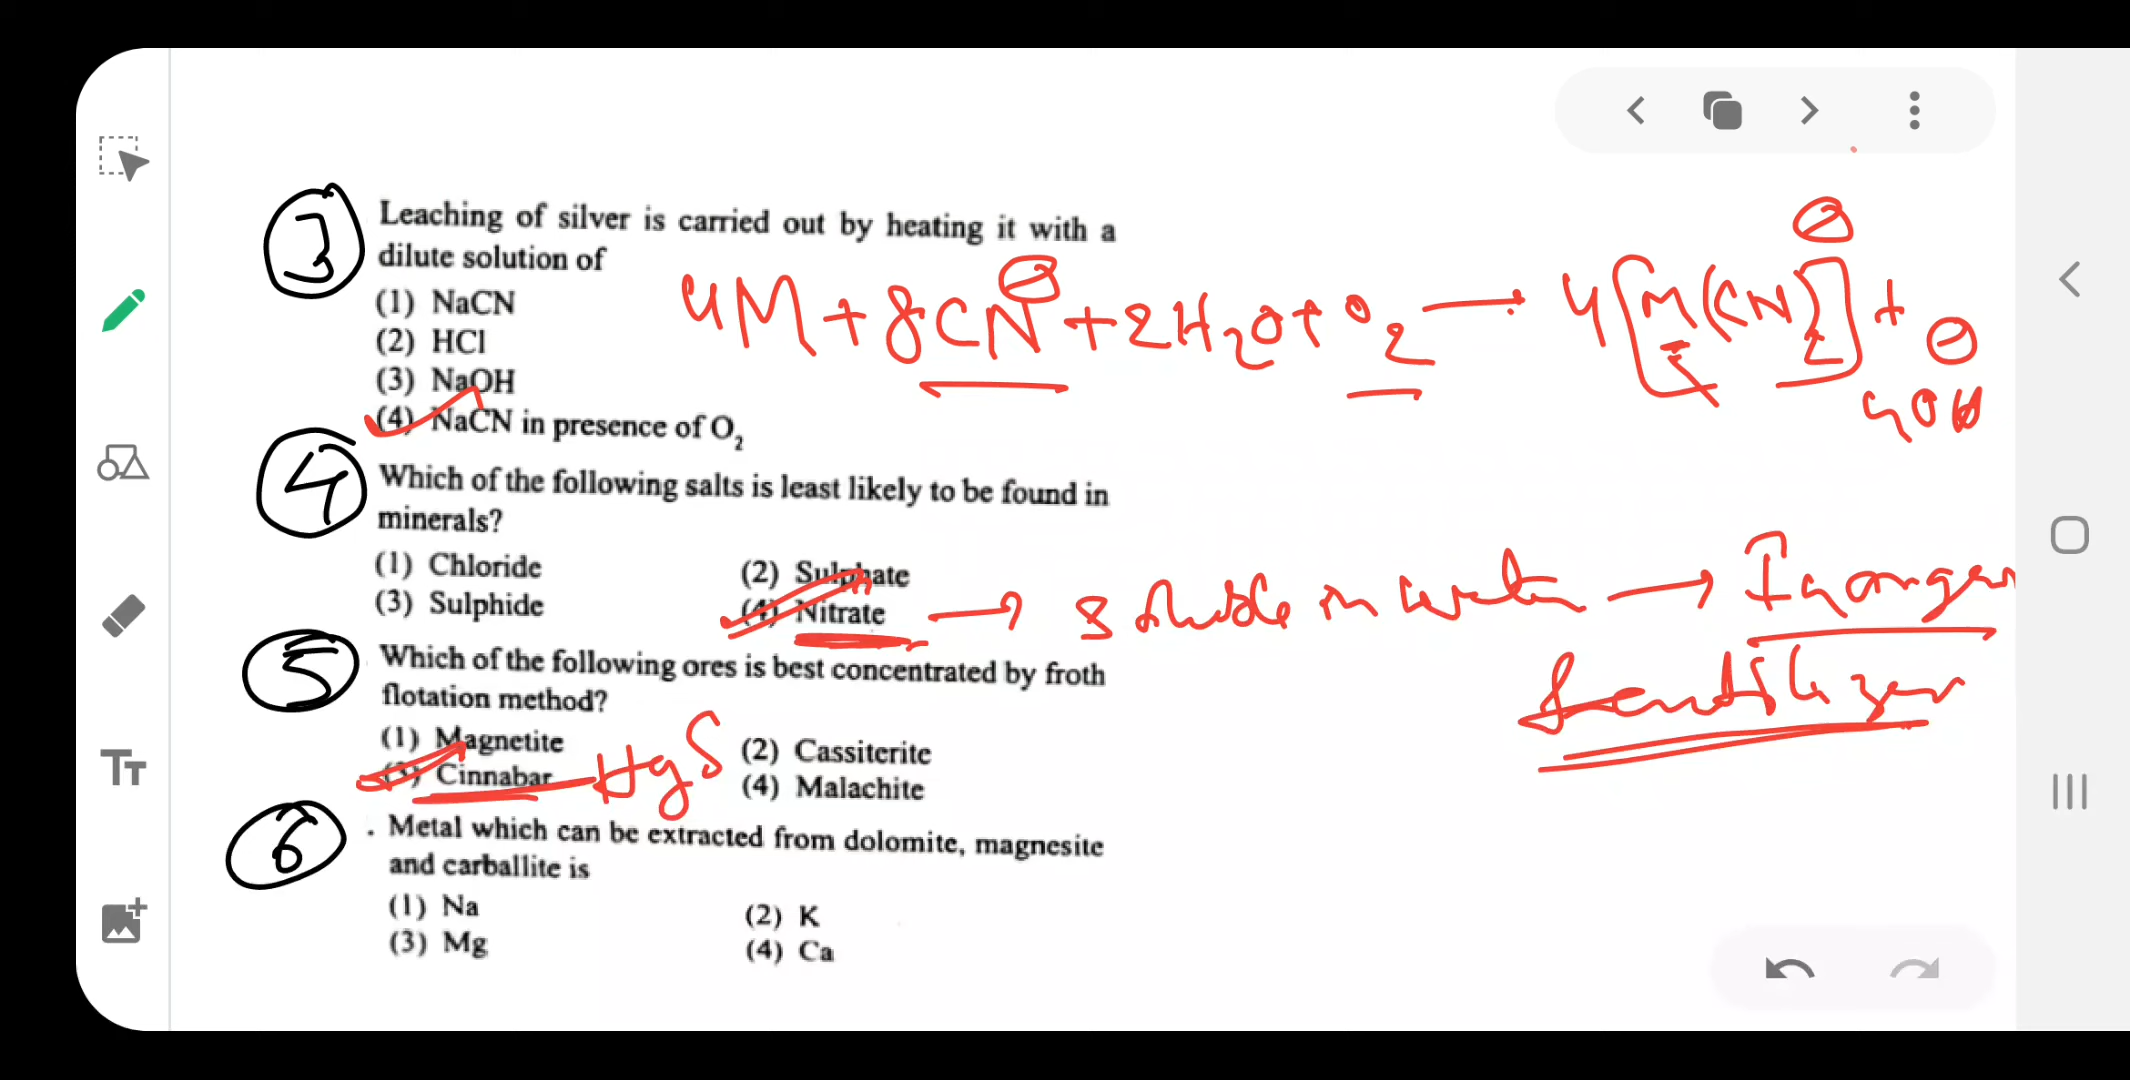 3 Leaching of silver is carried out by heating it with a
dilute solution of
(1) NaCN
(2) HCl
(3) NaOH
(4) NaCN in presence of O₂
4M + 8CN⊖ + 2H₂O + O₂ → 4[M(CN)₂]⊖ + 4OH⊖
4 Which of the following salts is least likely to be found in
minerals?
(1) Chloride (2) Sulphate
(3) Sulphide (4) Nitrate → soluble in water →
fertilizer
5 Which of the following ores is best concentrated by froth
flotation method?
(1) Magnetite (2) Cassiterite
(3) Cinnabar HgS (4) Malachite
6 . Metal which can be extracted from dolomite, magnesite
and carballite is
(1) Na (2) K
(3) Mg (4) Ca
TT